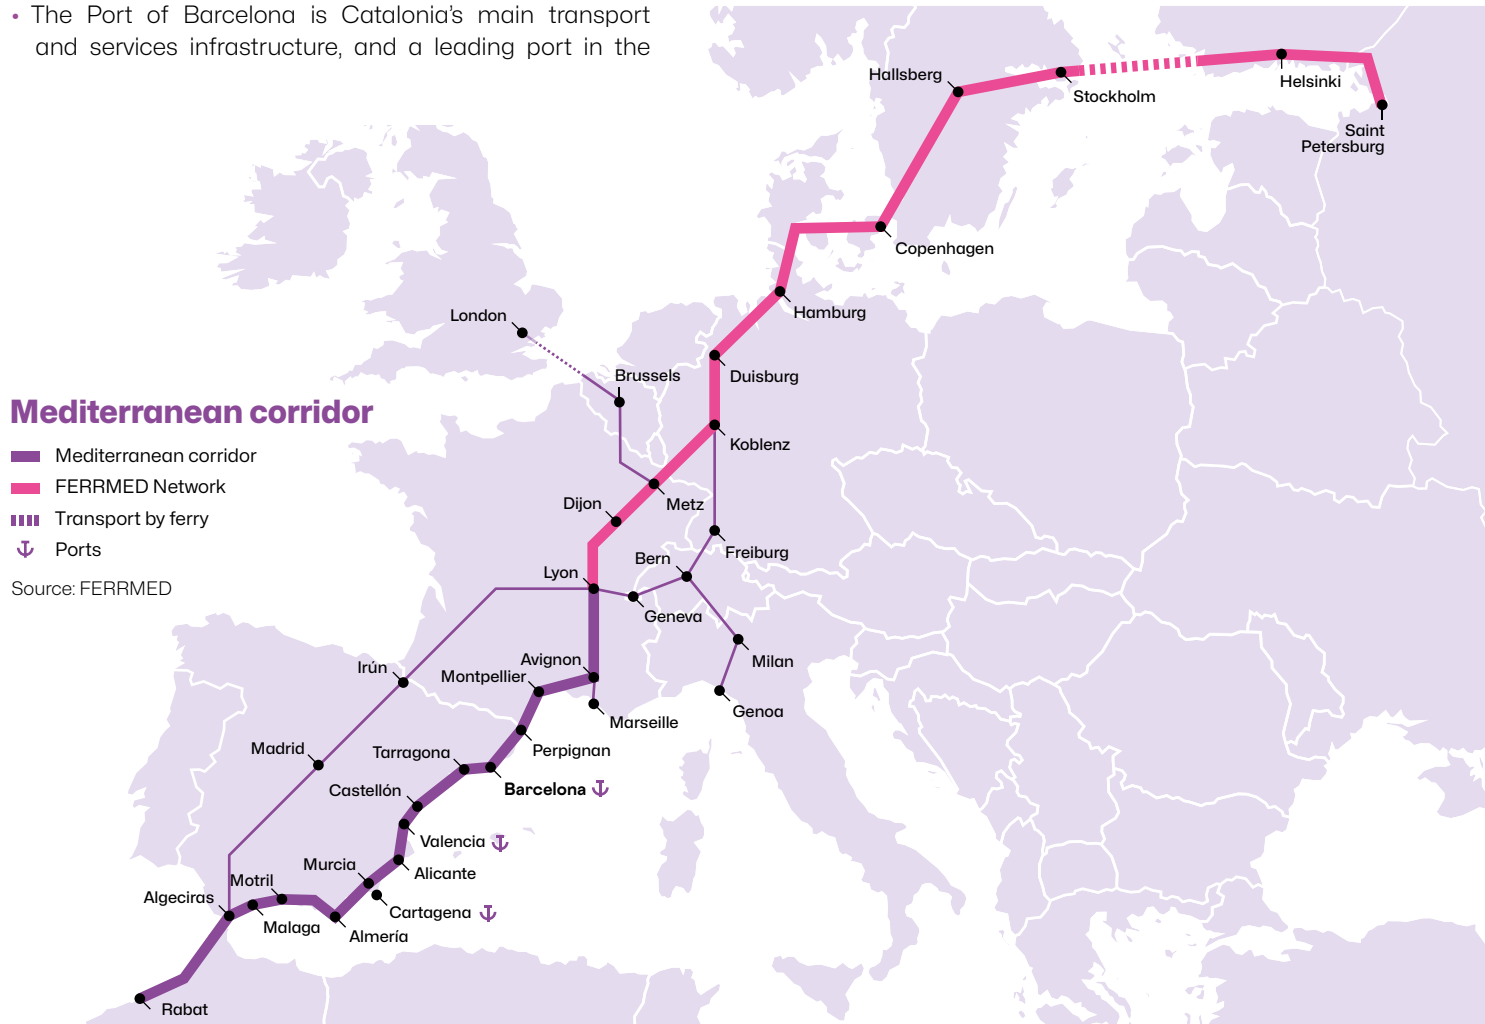 • The Port of Barcelona is Catalonia’s main transport
and services infrastructure, and a leading port in the
Hallsberg
Stockholm
Helsinki
Saint
Petersburg
Copenhagen
Hamburg
London
Brussels
Duisburg
Koblenz
Mediterranean corridor
Mediterranean corridor
FERRMED Network
Transport by ferry
Ports
Source: FERRMED
Dijon
Metz
Bern
Freiburg
Lyon
Geneva
Irún
Avignon
Milan
Montpellier
Genoa
Marseille
Madrid
Tarragona
Perpignan
Castellón
Barcelona
Valencia
Murcia
Alicante
Motril
Algeciras
Cartagena
Malaga
Almería
Rabat